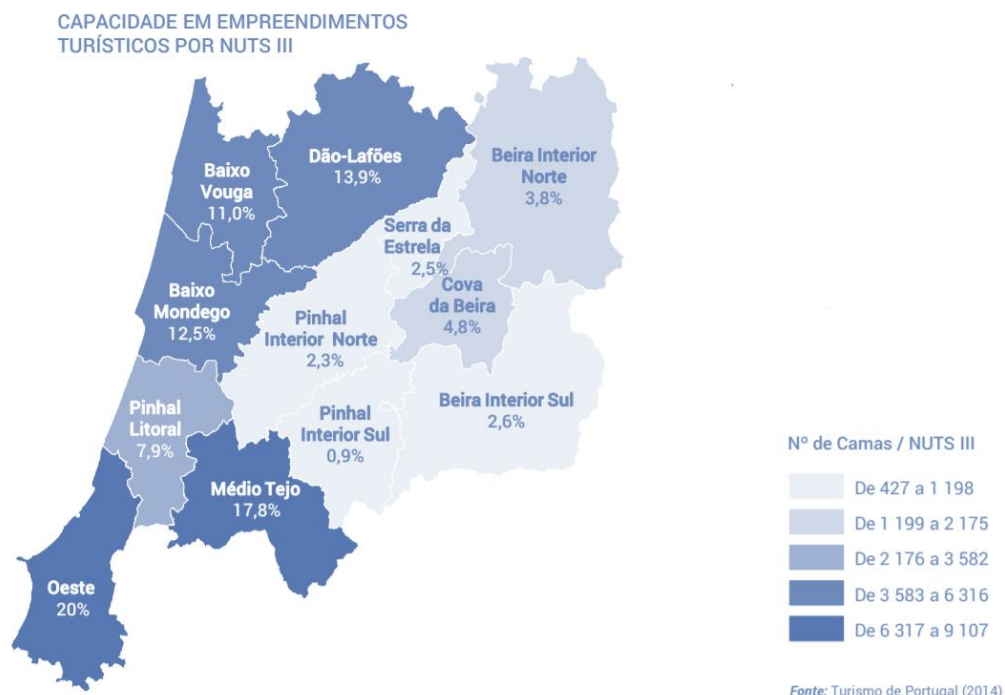 CAPACIDADE EM EMPREENDIMENTOS
TURÍSTICOS POR NUTS III
Baixo
Vouga
11,0%
Dão-Lafões
13,9%
Beira Interior
Norte
3,8%
Serra da
Estrela
2,5%
Cova
da Beira
4,8%
Baixo
Mondego
12,5%
Pinhal
Interior Norte
2,3%
Pinhal
Litoral
7,9%
Pinhal
Interior Sul
0,9%
Beira Interior Sul
2,6%
Médio Tejo
17,8%
Oeste
20%
Nº de Camas / NUTS III
De 427 a 1 198
De 1 199 a 2 175
De 2 176 a 3 582
De 3 583 a 6 316
De 6 317 a 9 107
Fonte: Turismo de Portugal (2014)